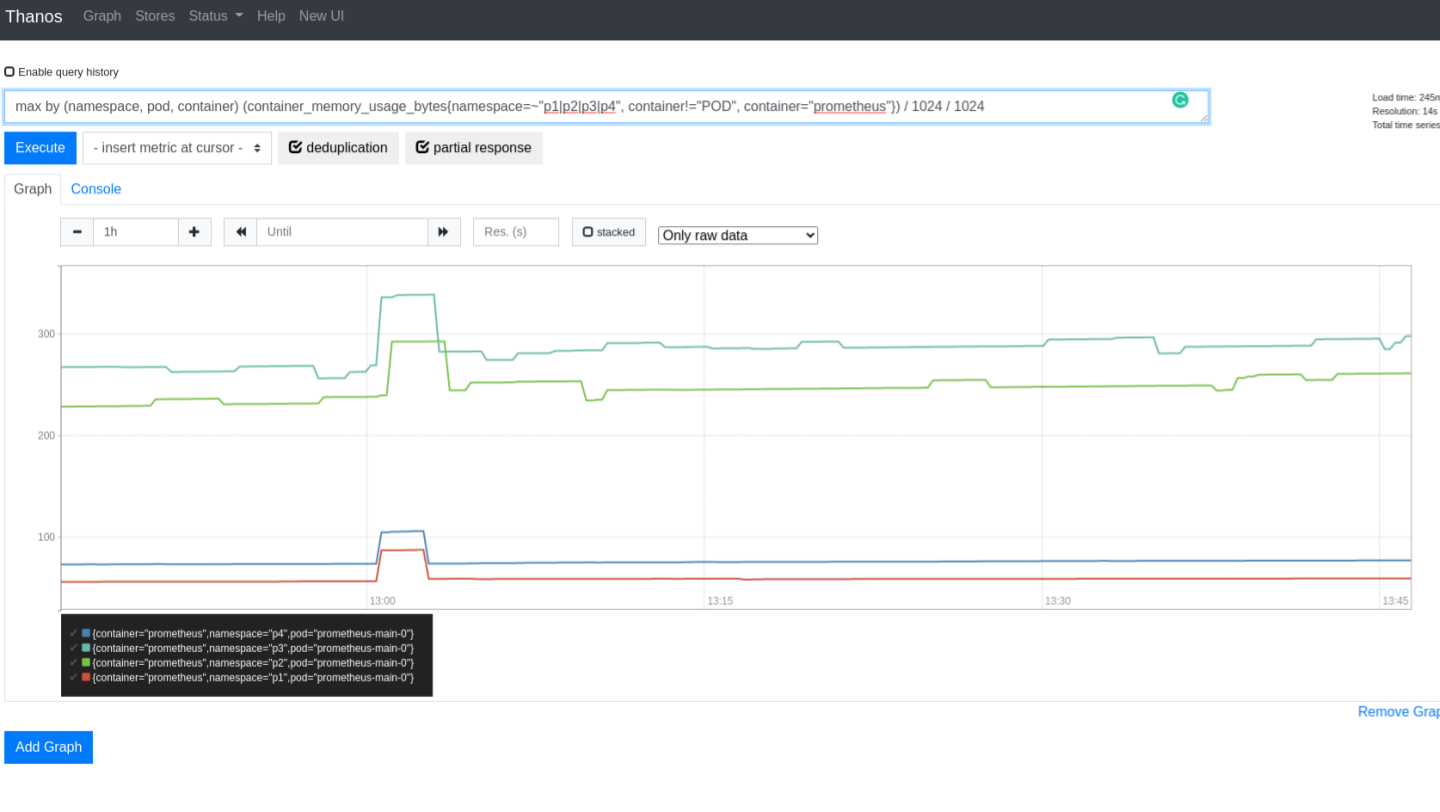 Thanos Graph Stores Status Help New UI
Enable query history
max by (namespace, pod, container) (container_memory_usage_bytes{namespace=~"p1|p2|p3|p4", container!="POD", container="prometheus"}) / 1024 / 1024
Load time: 245m
Resolution: 14s
Total time series
Execute - insert metric at cursor - deduplication partial response
Graph Console
1h Until Res. (s) stacked Only raw data
300
200
100
13:00 13:15 13:30 13:45
{container="prometheus",namespace="p4",pod="prometheus-main-0"}
{container="prometheus",namespace="p3",pod="prometheus-main-0"}
{container="prometheus",namespace="p2",pod="prometheus-main-0"}
{container="prometheus",namespace="p1",pod="prometheus-main-0"}
Remove Grap
Add Graph